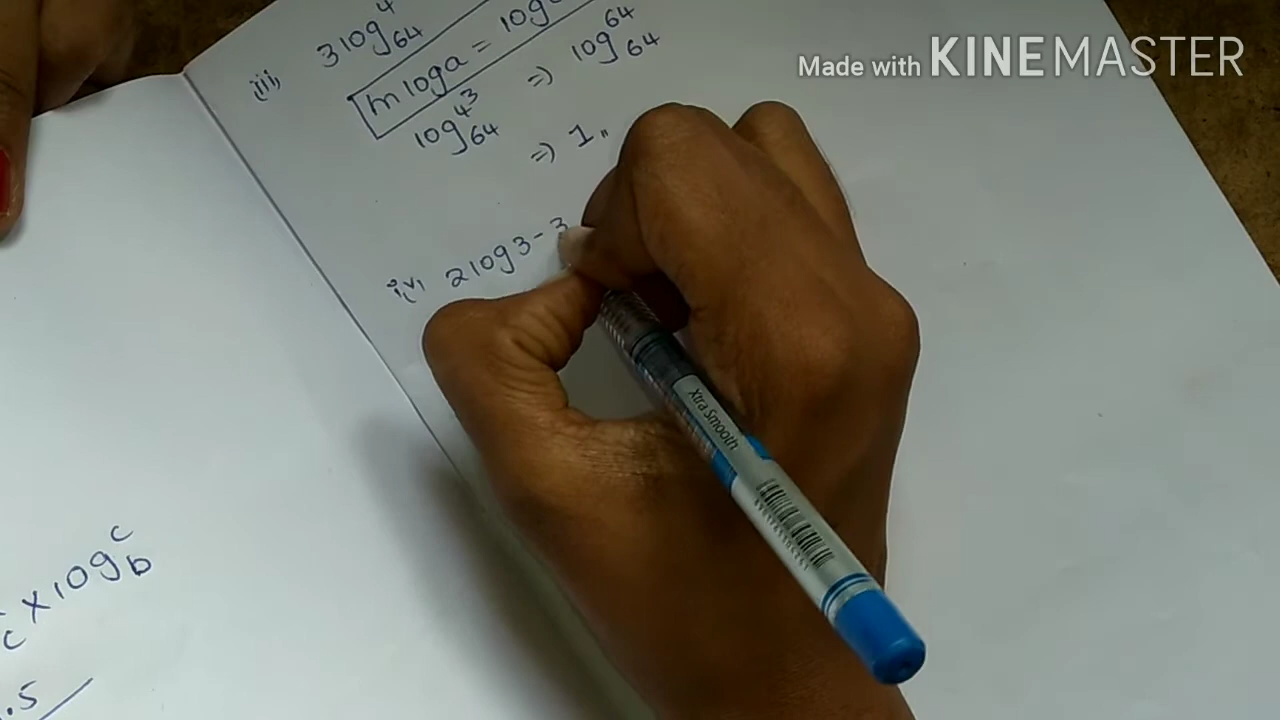 Made with KINEMASTER
(iii) 3log₆₄⁴
m log a = log
log₆₄⁴³ => log₆₄⁶⁴
=> 1,,
iv) 2log3-3
Xtra Smooth
c × log_b^c
.5